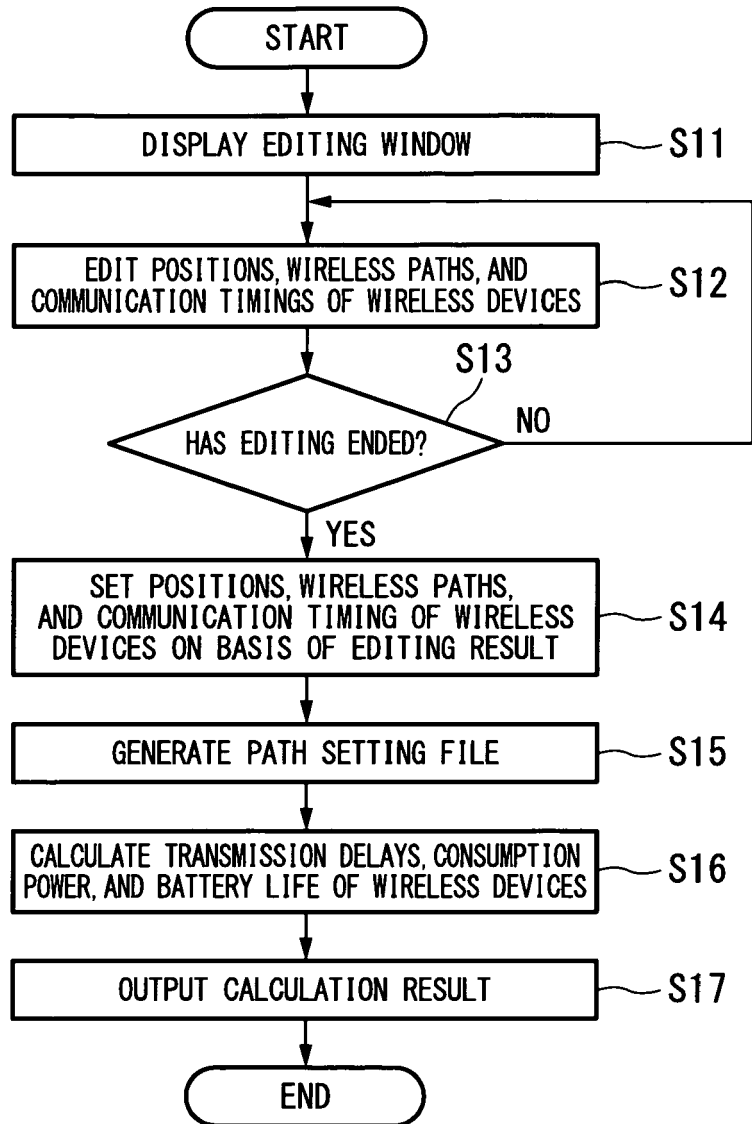 START
DISPLAY EDITING WINDOW
S11
EDIT POSITIONS, WIRELESS PATHS, AND
COMMUNICATION TIMINGS OF WIRELESS DEVICES
S12
S13
HAS EDITING ENDED?
NO
YES
SET POSITIONS, WIRELESS PATHS,
AND COMMUNICATION TIMING OF WIRELESS
DEVICES ON BASIS OF EDITING RESULT
S14
GENERATE PATH SETTING FILE
S15
CALCULATE TRANSMISSION DELAYS, CONSUMPTION
POWER, AND BATTERY LIFE OF WIRELESS DEVICES
S16
OUTPUT CALCULATION RESULT
S17
END